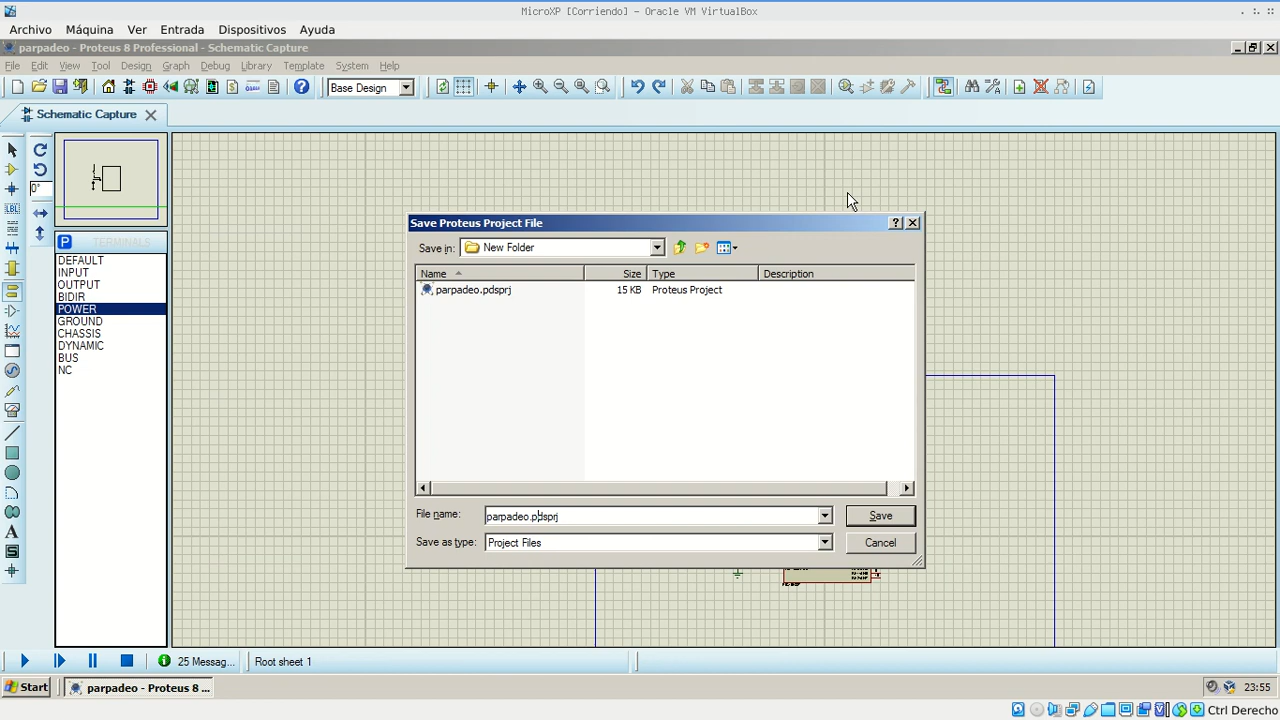 MicroXP [Corriendo] – Oracle VM VirtualBox
Archivo Máquina Ver Entrada Dispositivos Ayuda
parpadeo - Proteus 8 Professional - Schematic Capture
File Edit View Tool Design Graph Debug Library Template System Help
Base Design
Schematic Capture
0°
LBL
P TERMINALS
DEFAULT
INPUT
OUTPUT
BIDIR
POWER
GROUND
CHASSIS
DYNAMIC
BUS
NC
A
S
Save Proteus Project File
Save in: New Folder
Name Size Type Description
parpadeo.pdsprj 15 KB Proteus Project
File name: parpadeo.pdsprj Save
Save as type: Project Files Cancel
25 Messag... Root sheet 1
Start parpadeo - Proteus 8 ... 23:55
Ctrl Derecho